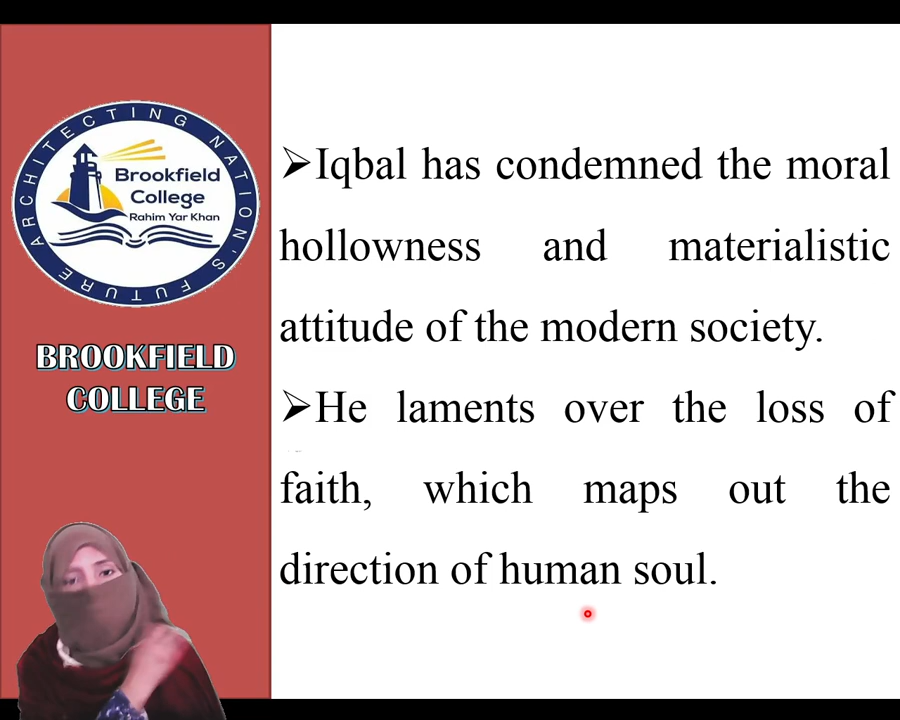 ARCHITECTING NATION'S FUTURE
Brookfield
College
Rahim Yar Khan
BROOKFIELD
COLLEGE
➢Iqbal has condemned the moral
hollowness and materialistic
attitude of the modern society.
➢He laments over the loss of
faith, which maps out the
direction of human soul.